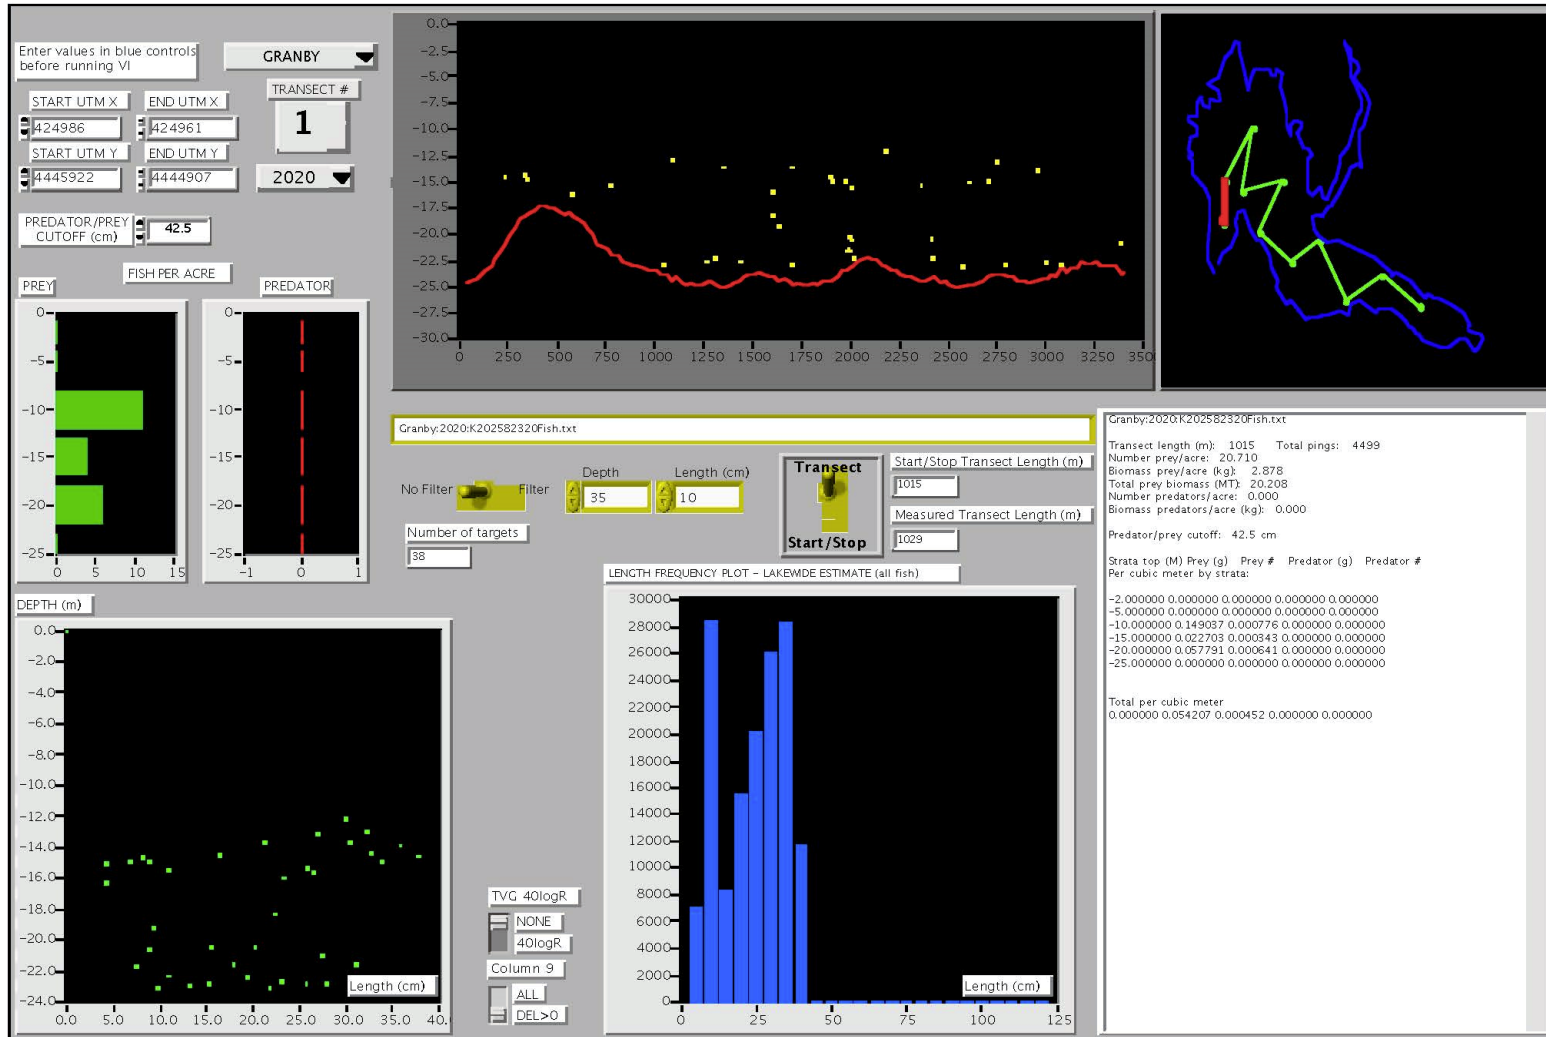 Enter values in blue controls
before running VI
GRANBY
TRANSECT #
1
START UTM X
END UTM X
424986
424961
START UTM Y
END UTM Y
4445922
4444907
2020
PREDATOR/PREY
CUTOFF (cm)
42.5
FISH PER ACRE
PREY
PREDATOR
0
-5
-10
-15
-20
-25
0 5 10 15
0
-5
-10
-15
-20
-25
-1 0 1
0.0
-2.5
-5.0
-7.5
-10.0
-12.5
-15.0
-17.5
-20.0
-22.5
-25.0
-30.0
0 250 500 750 1000 1250 1500 1750 2000 2250 2500 2750 3000 3250 3500
Granby:2020:K202582320Fish.txt
No Filter
Filter
Depth
35
Length (cm)
10
Transect
Start/Stop
Start/Stop Transect Length (m)
1015
Measured Transect Length (m)
1029
Number of targets
38
LENGTH FREQUENCY PLOT - LAKEWIDE ESTIMATE (all fish)
30000
28000
26000
24000
22000
20000
18000
16000
14000
12000
10000
8000
6000
4000
2000
0
0 25 50 75 100 125
Length (cm)
DEPTH (m)
0.0
-2.0
-4.0
-6.0
-8.0
-10.0
-12.0
-14.0
-16.0
-18.0
-20.0
-22.0
-24.0
0.0 5.0 10.0 15.0 20.0 25.0 30.0 35.0 40.
Length (cm)
TVG 40logR
NONE
40logR
Column 9
ALL
DEL>0
Granby:2020:K202582320Fish.txt
Transect length (m): 1015 Total pings: 4499
Number prey/acre: 20.710
Biomass prey/acre (kg): 2.878
Total prey biomass (MT): 20.208
Number predators/acre: 0.000
Biomass predators/acre (kg): 0.000
Predator/prey cutoff: 42.5 cm
Strata top (M) Prey (g) Prey # Predator (g) Predator #
Per cubic meter by strata:
-2.000000 0.000000 0.000000 0.000000 0.000000
-5.000000 0.000000 0.000000 0.000000 0.000000
-10.000000 0.149037 0.000776 0.000000 0.000000
-15.000000 0.022703 0.000343 0.000000 0.000000
-20.000000 0.057791 0.000641 0.000000 0.000000
-25.000000 0.000000 0.000000 0.000000 0.000000
Total per cubic meter
0.000000 0.054207 0.000452 0.000000 0.000000